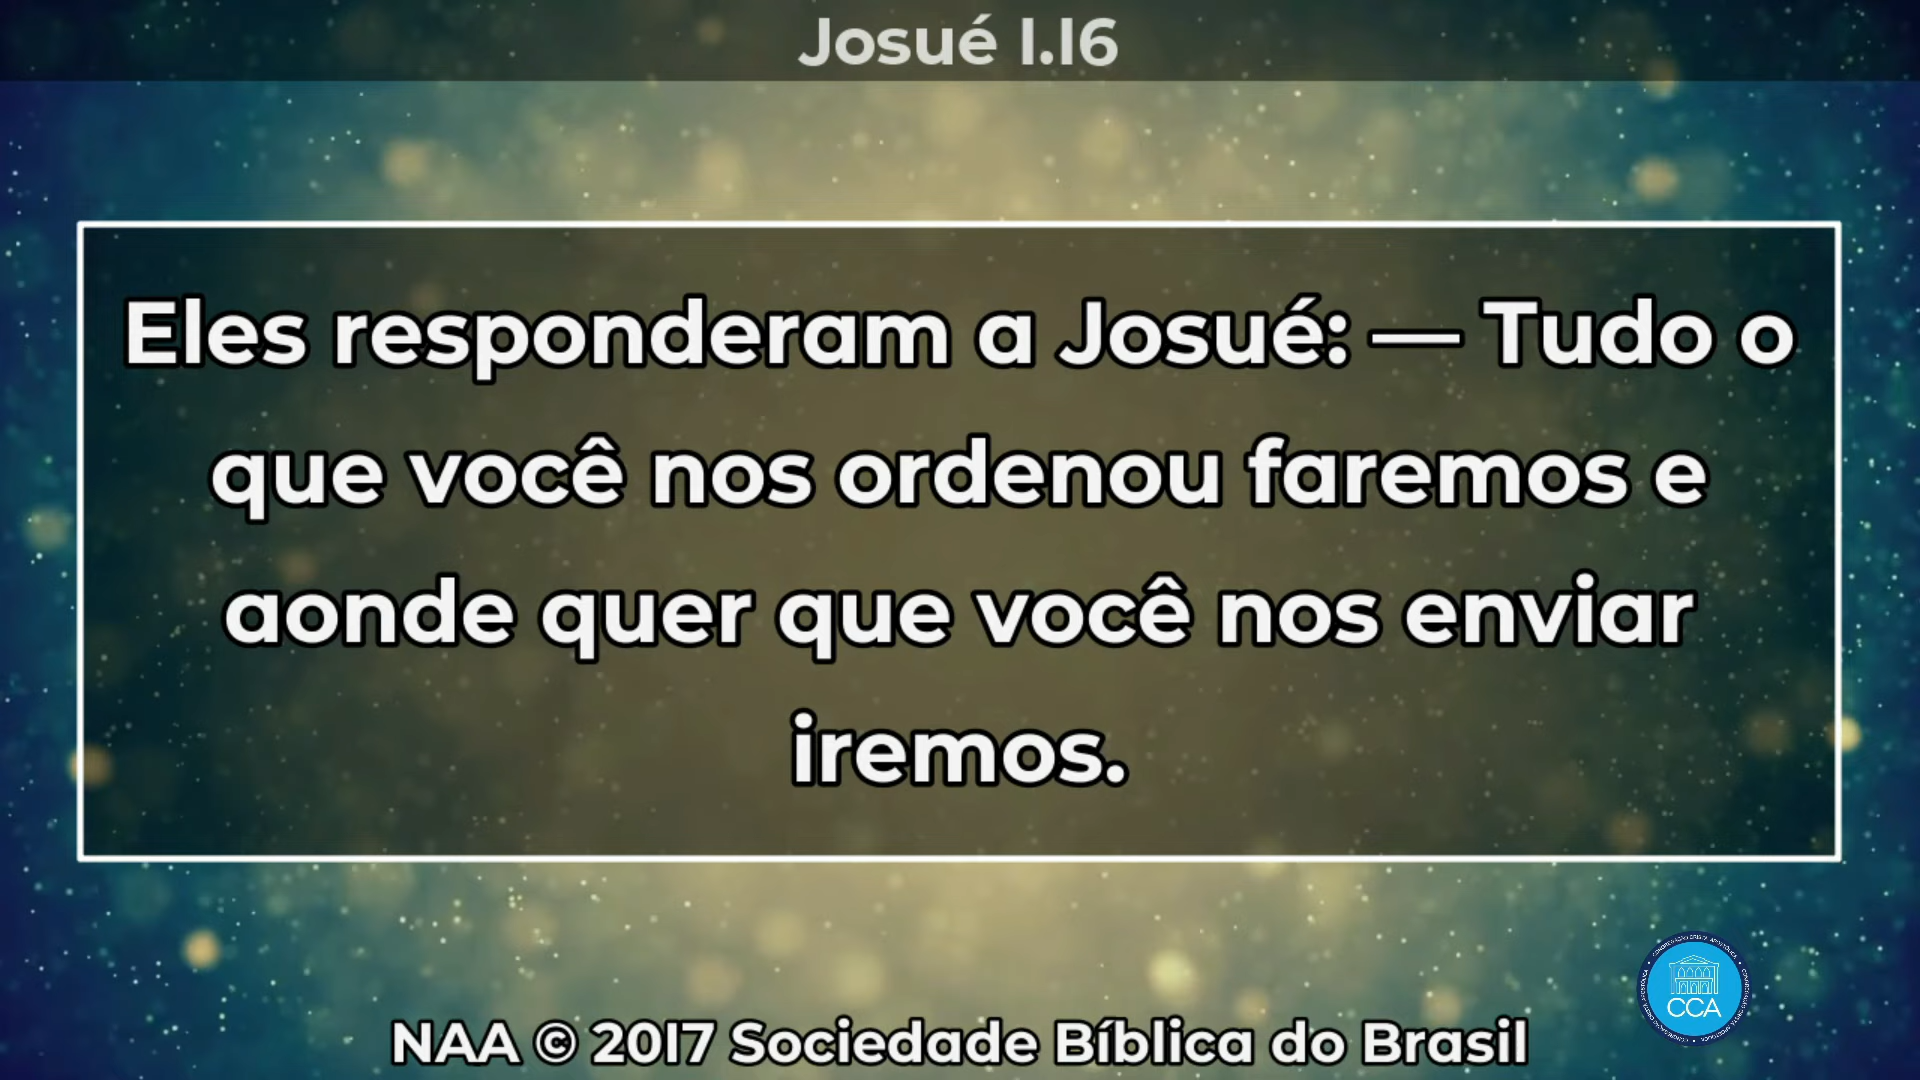 Josué 1.16
Eles responderam a Josué: — Tudo o
que você nos ordenou faremos e
aonde quer que você nos enviar
iremos.
CCA
NAA © 2017 Sociedade Bíblica do Brasil